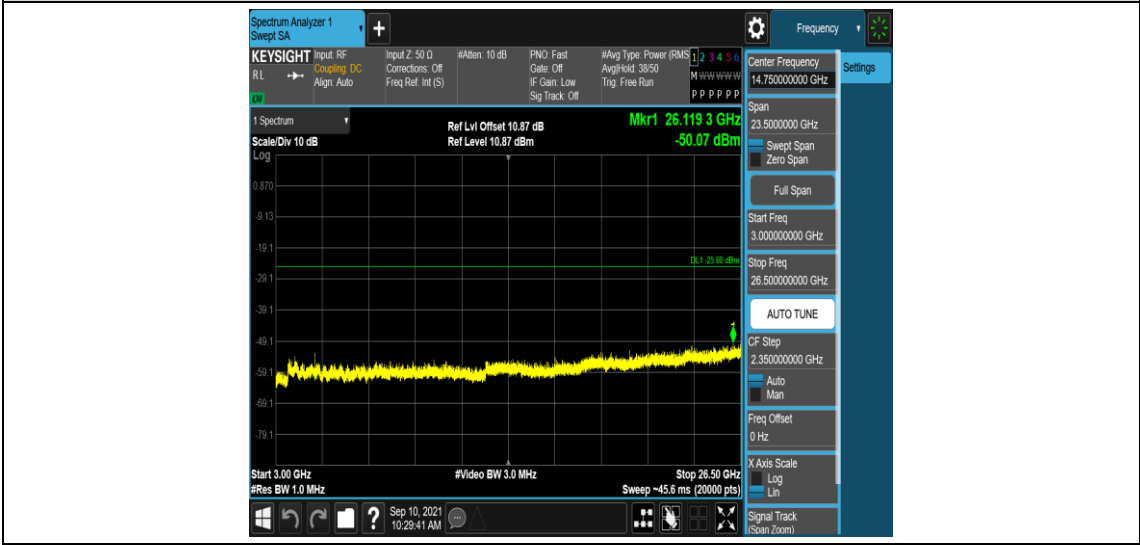 Spectrum Analyzer 1
Swept SA
+
Frequency
KEYSIGHT
RL
Input: RF
Coupling: DC
Align: Auto
Input Z: 50 Ω
Corrections: Off
Freq Ref: Int (S)
#Atten: 10 dB
PNO: Fast
Gate: Off
IF Gain: Low
Sig Track: Off
#Avg Type: Power (RMS
Avg|Hold: 38/50
Trig: Free Run
1 2 3 4 5 6
M W W W W W
P P P P P P
1 Spectrum
Scale/Div 10 dB
Log
Ref Lvl Offset 10.87 dB
Ref Level 10.87 dBm
Mkr1 26.119 3 GHz
-50.07 dBm
0.870
-9.13
-19.1
DL1 -25.00 dBm
-29.1
-39.1
1
-49.1
-59.1
-69.1
-79.1
Start 3.00 GHz
#Video BW 3.0 MHz
Stop 26.50 GHz
#Res BW 1.0 MHz
Sweep ~45.6 ms (20000 pts)
?
Sep 10, 2021
10:29:41 AM
Center Frequency
14.750000000 GHz
Settings
Span
23.5000000 GHz
Swept Span
Zero Span
Full Span
Start Freq
3.000000000 GHz
Stop Freq
26.500000000 GHz
AUTO TUNE
CF Step
2.350000000 GHz
Auto
Man
Freq Offset
0 Hz
X Axis Scale
Log
Lin
Signal Track
(Span Zoom)